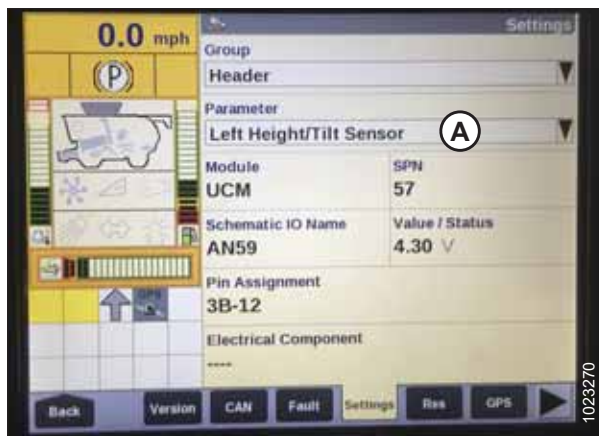 0.0 mph
Settings
(P)
Group
Header
Parameter
Left Height/Tilt Sensor
A
Module
SPN
UCM
57
Schematic IO Name
Value / Status
AN59
4.30 V
Pin Assignment
3B-12
Electrical Component
----
Back
Version
CAN
Fault
Settings
Res
GPS
1023270